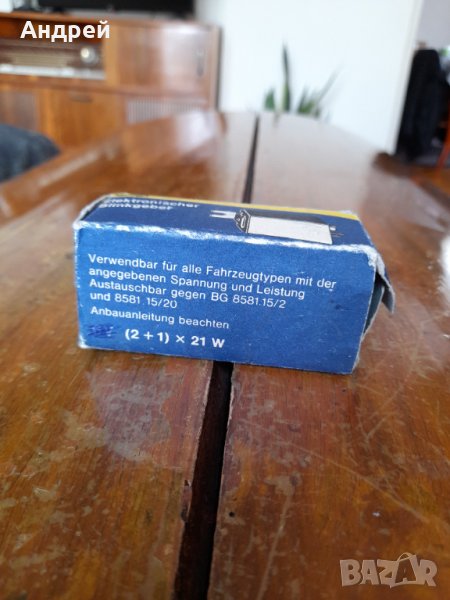 Андрей
Elektronischer
Blinkgeber
Verwendbar für alle Fahrzeugtypen mit der
angegebenen Spannung und Leistung
Austauschbar gegen BG 8581.15/2
und 8581.15/20
Anbauanleitung beachten
(2 + 1) × 21 W
BAZAR